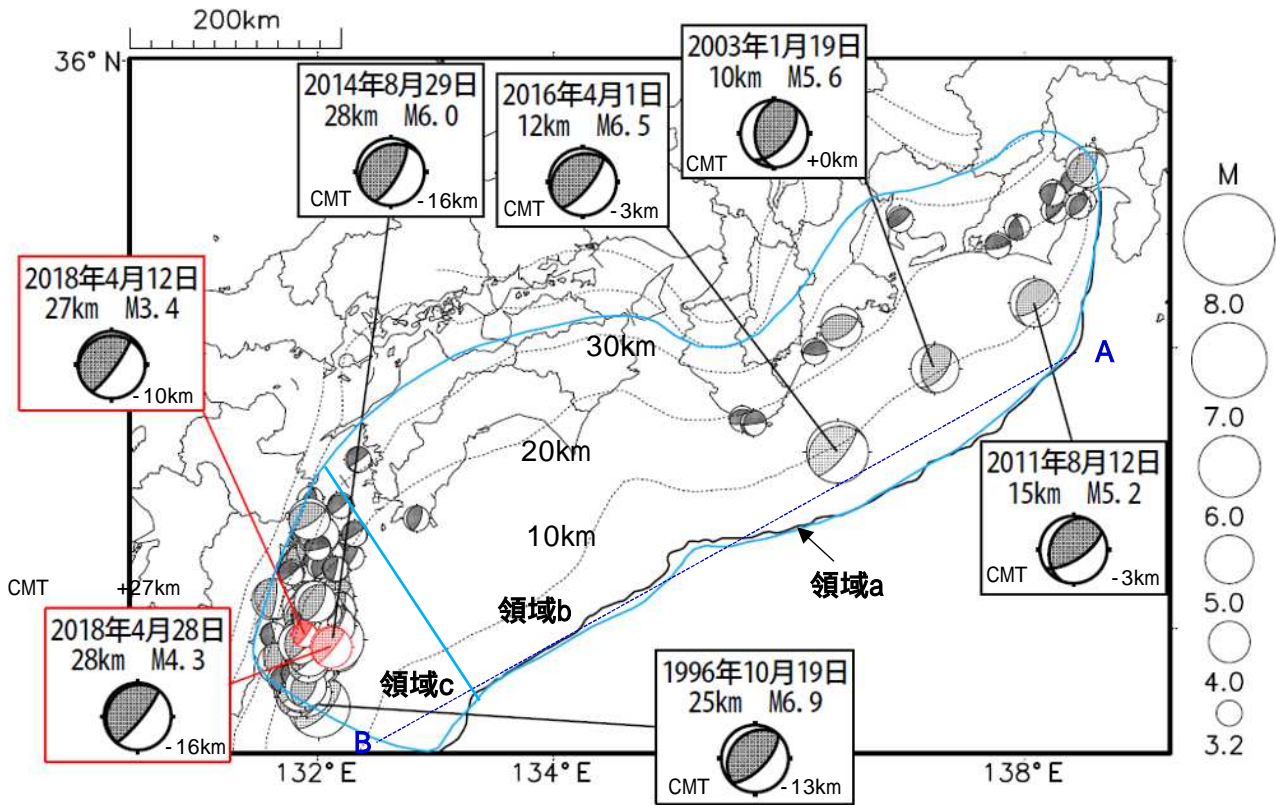 200km
36°N
2014年8月29日
28km M6.0
CMT
-16km
2016年4月1日
12km M6.5
CMT
-3km
2003年1月19日
10km M5.6
CMT
+0km
M
8.0
7.0
6.0
5.0
4.0
3.2
2018年4月12日
27km M3.4
-10km
30km
20km
10km
A
2011年8月12日
15km M5.2
CMT
-3km
領域a
領域b
領域c
CMT
+27km
2018年4月28日
28km M4.3
-16km
B
1996年10月19日
25km M6.9
CMT
-13km
132°E
134°E
138°E